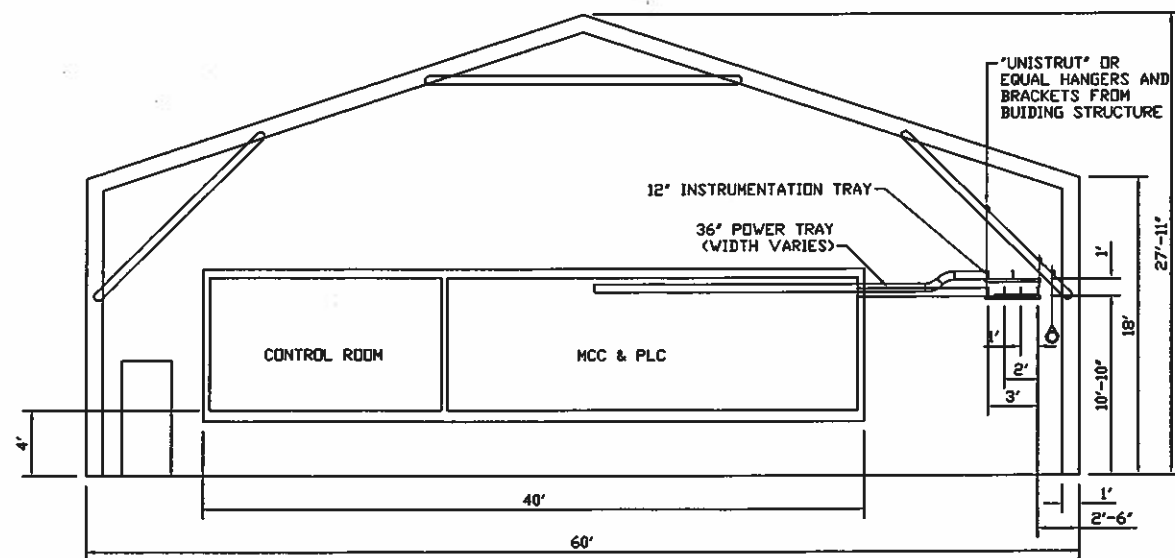 "UNISTRUT" OR
EQUAL HANGERS AND
BRACKETS FROM
BUIDING STRUCTURE
12" INSTRUMENTATION TRAY
36" POWER TRAY
(WIDTH VARIES)
CONTROL ROOM
MCC & PLC
1'
27'-11"
18'
1'
2'
3'
10'-10"
4'
40'
1'
2'-6"
60'